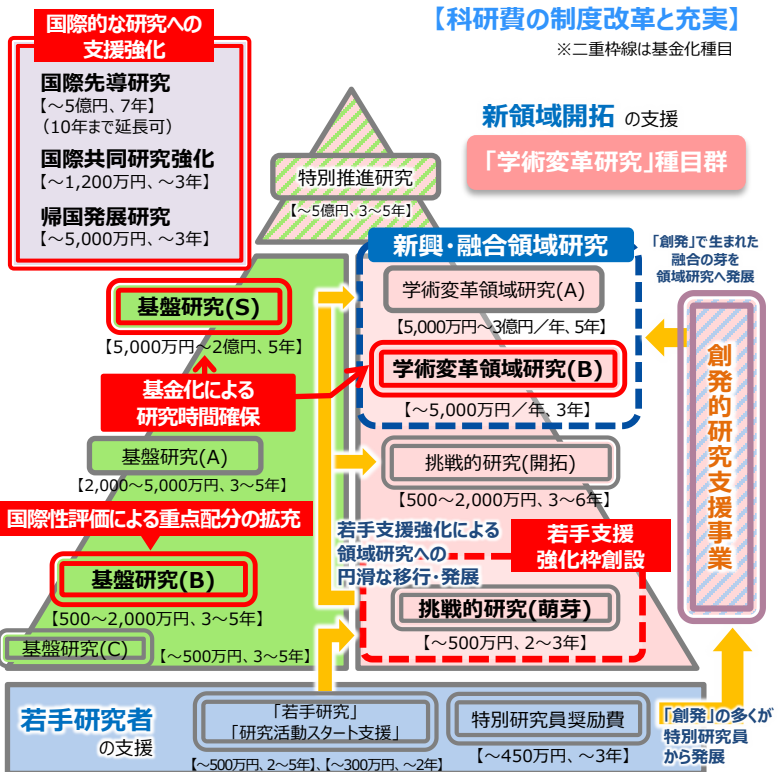 【科研費の制度改革と充実】
※二重枠線は基金化種目
国際的な研究への
支援強化
国際先導研究
【～5億円、7年】
（10年まで延長可）
国際共同研究強化
【～1,200万円、～3年】
帰国発展研究
【～5,000万円、～3年】
新領域開拓 の支援
「学術変革研究」種目群
特別推進研究
【～5億円、3～5年】
新興・融合領域研究
「創発」で生まれた
融合の芽を
領域研究へ発展
学術変革領域研究(A)
【5,000万円～3億円／年、5年】
基盤研究(S)
【5,000万円～2億円、5年】
学術変革領域研究(B)
【～5,000万円／年、3年】
基金化による
研究時間確保
創発的研究支援事業
基盤研究(A)
【2,000～5,000万円、3～5年】
挑戦的研究(開拓)
【500～2,000万円、3～6年】
国際性評価による重点配分の拡充
若手支援強化による
領域研究への
円滑な移行・発展
若手支援
強化枠創設
基盤研究(B)
【500～2,000万円、3～5年】
挑戦的研究(萌芽)
【～500万円、2～3年】
基盤研究(C)
【～500万円、3～5年】
若手研究者
の支援
「若手研究」
「研究活動スタート支援」
【～500万円、2～5年】、【～300万円、～2年】
特別研究員奨励費
【～450万円、～3年】
「創発」の多くが
特別研究員
から発展